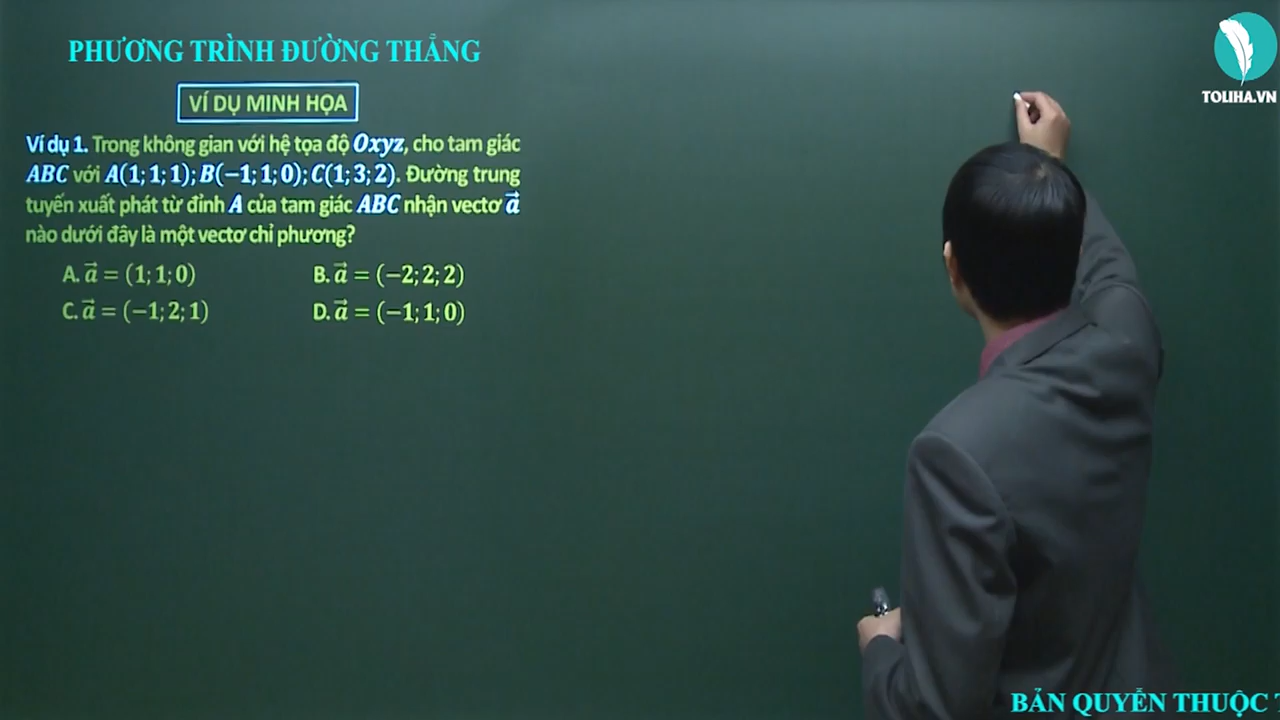 PHƯƠNG TRÌNH ĐƯỜNG THẲNG
TOLIHA.VN
VÍ DỤ MINH HỌA
Ví dụ 1. Trong không gian với hệ tọa độ Oxyz, cho tam giác
ABC với A(1; 1; 1); B(−1; 1; 0); C(1; 3; 2). Đường trung
tuyến xuất phát từ đỉnh A của tam giác ABC nhận vectơ a⃗
nào dưới đây là một vectơ chỉ phương?
A. a⃗ = (1; 1; 0) B. a⃗ = (−2; 2; 2)
C. a⃗ = (−1; 2; 1) D. a⃗ = (−1; 1; 0)
BẢN QUYỀN THUỘC